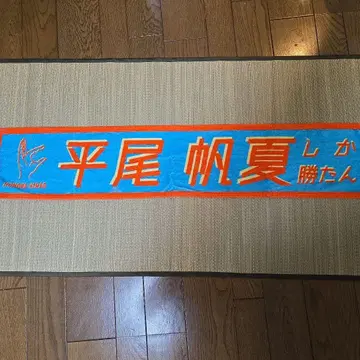 平尾 帆夏
しか
勝たん